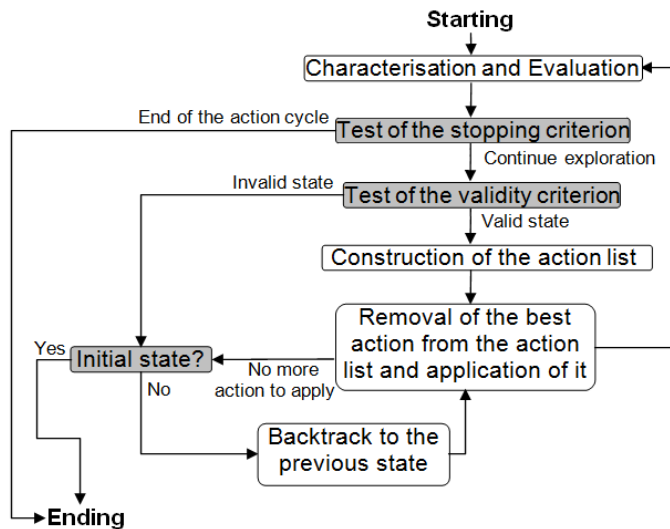 Starting
Characterisation and Evaluation
End of the action cycle
Test of the stopping criterion
Continue exploration
Invalid state
Test of the validity criterion
Valid state
Construction of the action list
Removal of the best
action from the action
list and application of it
Yes
Initial state?
No more
action to apply
No
Backtrack to the
previous state
Ending